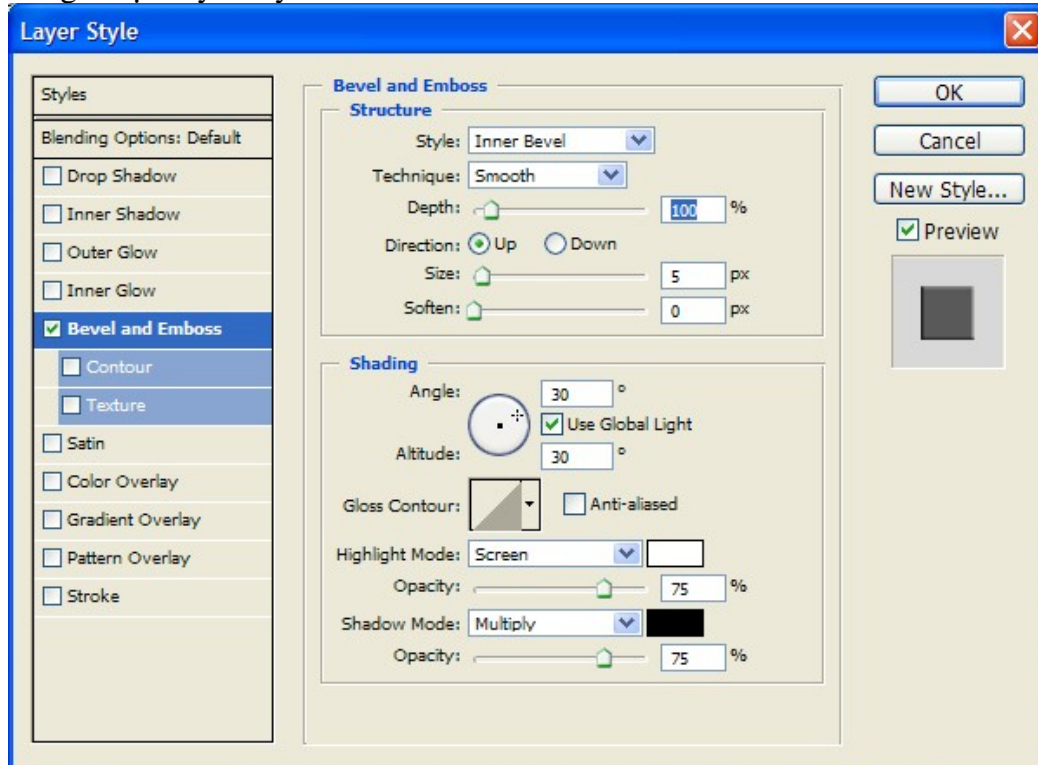 Layer Style
Styles
Blending Options: Default
Drop Shadow
Inner Shadow
Outer Glow
Inner Glow
Bevel and Emboss
Contour
Texture
Satin
Color Overlay
Gradient Overlay
Pattern Overlay
Stroke
Bevel and Emboss
Structure
Style: Inner Bevel
Technique: Smooth
Depth: 100 %
Direction: Up Down
Size: 5 px
Soften: 0 px
Shading
Angle: 30 °
Use Global Light
Altitude: 30 °
Gloss Contour: Anti-aliased
Highlight Mode: Screen
Opacity: 75 %
Shadow Mode: Multiply
Opacity: 75 %
OK
Cancel
New Style...
Preview